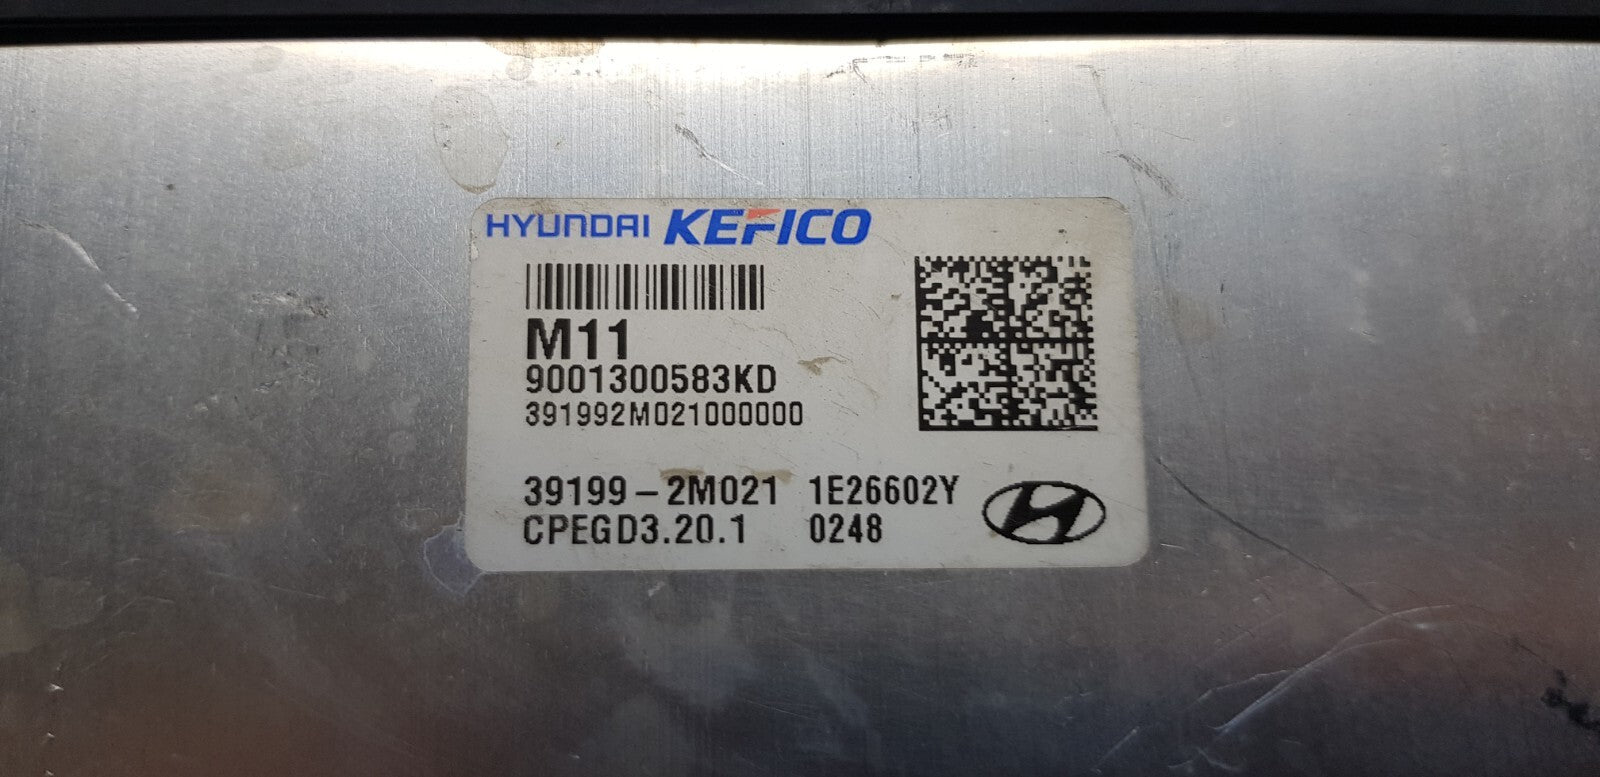 HYUNDAI KEFICO
M11
9001300583KD
391992M021000000
39199-2M021 1E26602Y
CPEGD3.20.1 0248